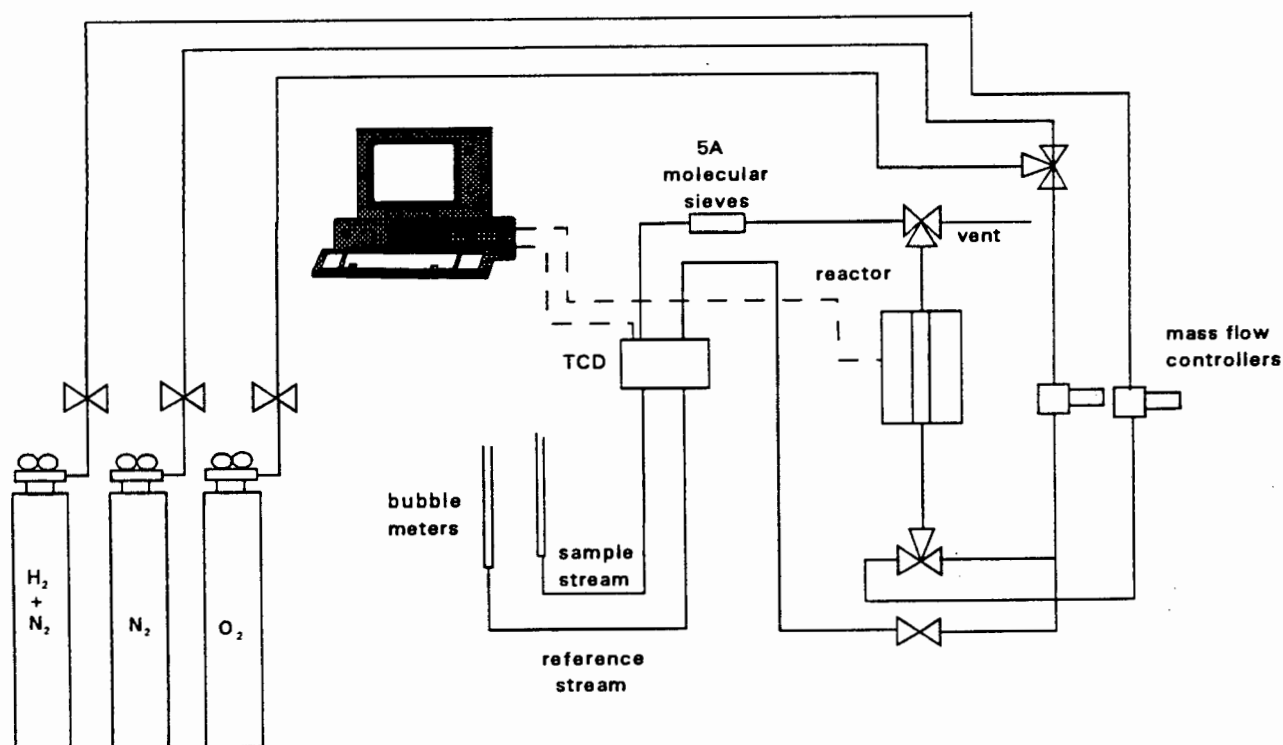 5A
molecular
sieves
vent
reactor
mass flow
controllers
TCD
bubble
meters
sample
stream
H₂
+
N₂
N₂
O₂
reference
stream